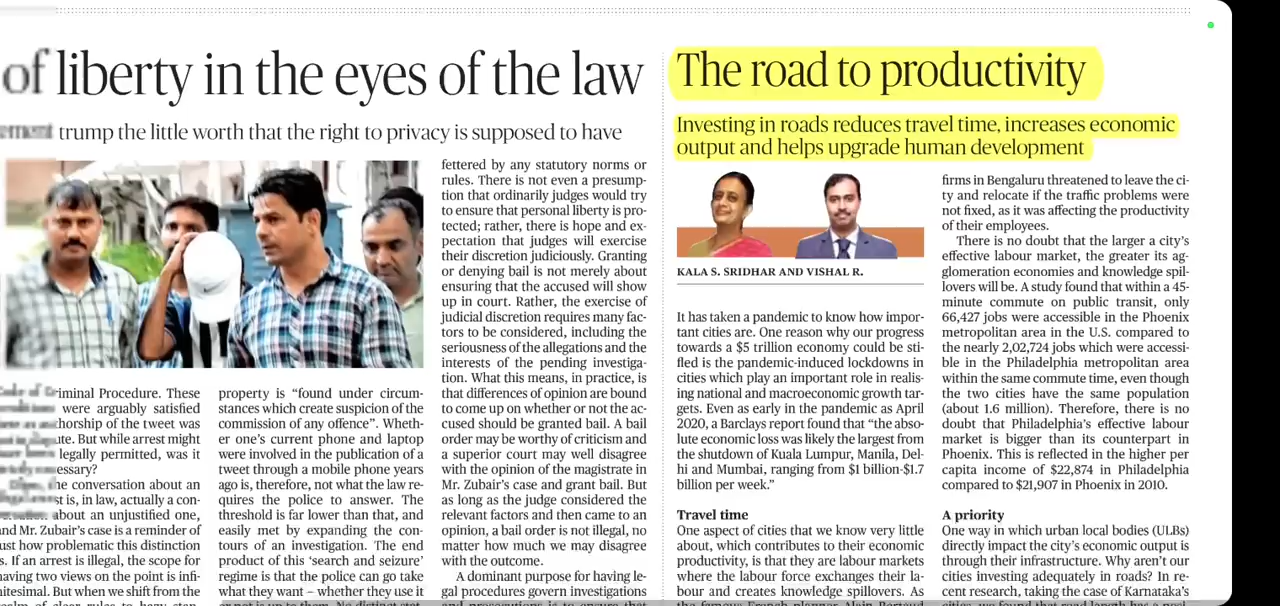 of liberty in the eyes of the law
trump the little worth that the right to privacy is supposed to have
riminal Procedure. These
were arguably satisfied
horship of the tweet was
ute. But while arrest might
legally permitted, was it
essary?
he conversation about an
st is, in law, actually a con-
about an unjustified one,
and Mr. Zubair's case is a reminder of
ust how problematic this distinction
s. If an arrest is illegal, the scope for
having two views on the point is infi-
nitesimal. But when we shift from the
property is “found under circum-
stances which create suspicion of the
commission of any offence”. Wheth-
er one's current phone and laptop
were involved in the publication of a
tweet through a mobile phone years
ago is, therefore, not what the law re-
quires the police to answer. The
threshold is far lower than that, and
easily met by expanding the con-
tours of an investigation. The end
product of this ‘search and seizure’
regime is that the police can go take
what they want – whether they use it
fettered by any statutory norms or
rules. There is not even a presump-
tion that ordinarily judges would try
to ensure that personal liberty is pro-
tected; rather, there is hope and ex-
pectation that judges will exercise
their discretion judiciously. Granting
or denying bail is not merely about
ensuring that the accused will show
up in court. Rather, the exercise of
judicial discretion requires many fac-
tors to be considered, including the
seriousness of the allegations and the
interests of the pending investiga-
tion. What this means, in practice, is
that differences of opinion are bound
to come up on whether or not the ac-
cused should be granted bail. A bail
order may be worthy of criticism and
a superior court may well disagree
with the opinion of the magistrate in
Mr. Zubair's case and grant bail. But
as long as the judge considered the
relevant factors and then came to an
opinion, a bail order is not illegal, no
matter how much we may disagree
with the outcome.
A dominant purpose for having le-
gal procedures govern investigations
The road to productivity
Investing in roads reduces travel time, increases economic
output and helps upgrade human development
KALA S. SRIDHAR AND VISHAL R.
It has taken a pandemic to know how impor-
tant cities are. One reason why our progress
towards a $5 trillion economy could be sti-
fled is the pandemic-induced lockdowns in
cities which play an important role in realis-
ing national and macroeconomic growth tar-
gets. Even as early in the pandemic as April
2020, a Barclays report found that “the abso-
lute economic loss was likely the largest from
the shutdown of Kuala Lumpur, Manila, Del-
hi and Mumbai, ranging from $1 billion-$1.7
billion per week.”
Travel time
One aspect of cities that we know very little
about, which contributes to their economic
productivity, is that they are labour markets
where the labour force exchanges their la-
bour and creates knowledge spillovers. As
firms in Bengaluru threatened to leave the ci-
ty and relocate if the traffic problems were
not fixed, as it was affecting the productivity
of their employees.
There is no doubt that the larger a city's
effective labour market, the greater its ag-
glomeration economies and knowledge spil-
lovers will be. A study found that within a 45-
minute commute on public transit, only
66,427 jobs were accessible in the Phoenix
metropolitan area in the U.S. compared to
the nearly 2,02,724 jobs which were accessi-
ble in the Philadelphia metropolitan area
within the same commute time, even though
the two cities have the same population
(about 1.6 million). Therefore, there is no
doubt that Philadelphia's effective labour
market is bigger than its counterpart in
Phoenix. This is reflected in the higher per
capita income of $22,874 in Philadelphia
compared to $21,907 in Phoenix in 2010.
A priority
One way in which urban local bodies (ULBs)
directly impact the city's economic output is
through their infrastructure. Why aren't our
cities investing adequately in roads? In re-
cent research, taking the case of Karnataka's